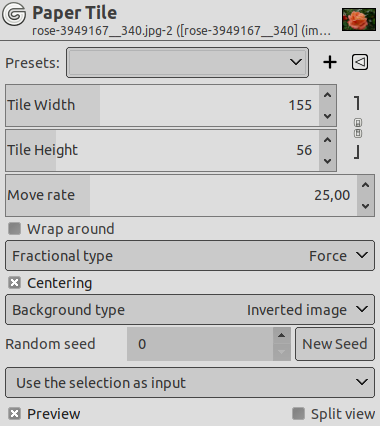 Paper Tile
rose-3949167__340.jpg-2 ([rose-3949167__340] (im…
Presets:
Tile Width 155
Tile Height 56
Move rate 25,00
Wrap around
Fractional type Force
Centering
Background type Inverted image
Random seed 0 New Seed
Use the selection as input
Preview Split view